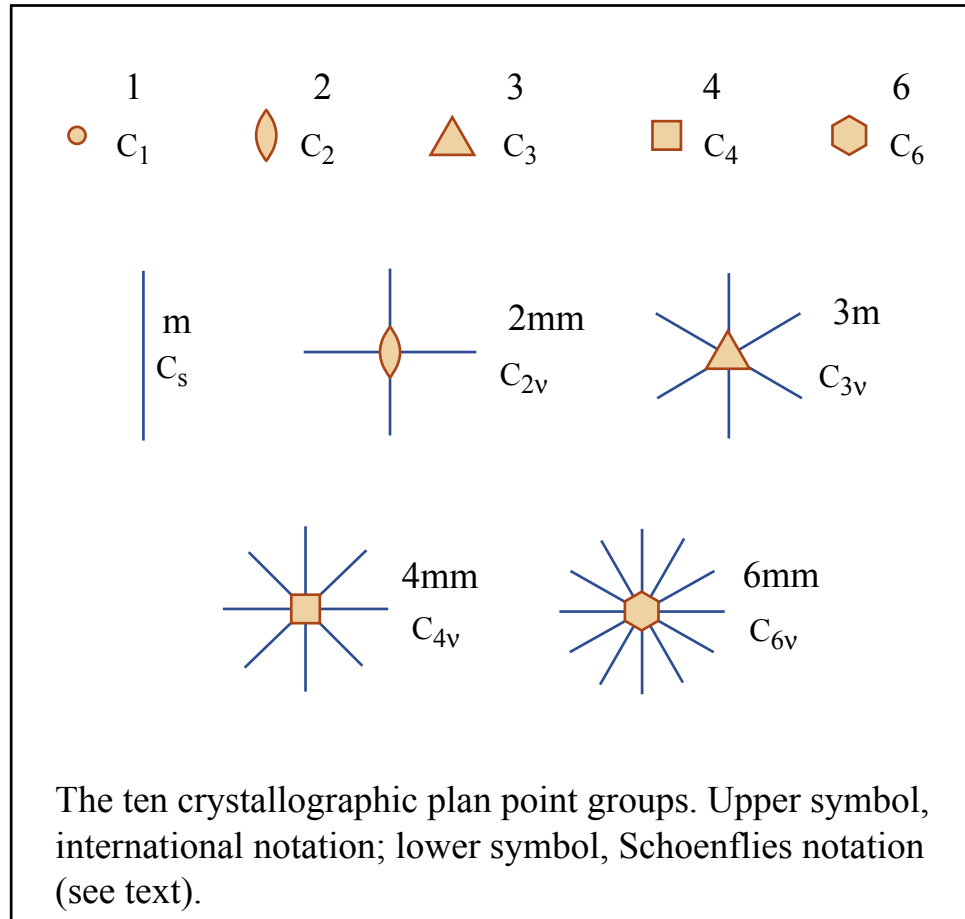 1 2 3 4 6
C₁ C₂ C₃ C₄ C₆
m 2mm 3m
Cₛ C₂ᵥ C₃ᵥ
4mm 6mm
C₄ᵥ C₆ᵥ
The ten crystallographic plan point groups. Upper symbol,
international notation; lower symbol, Schoenflies notation
(see text).